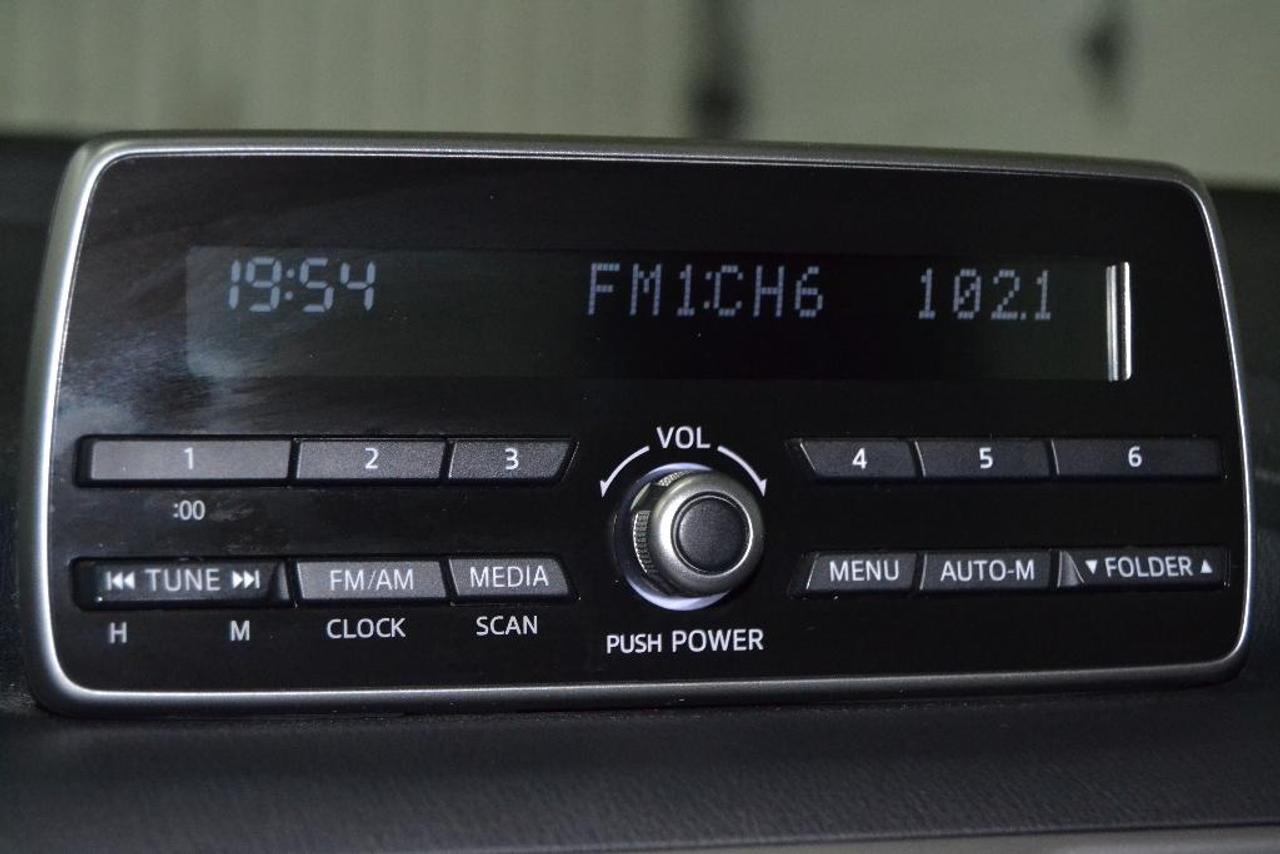 19:54 FM1:CH6 102.1
VOL
1 2 3 4 5 6
:00
TUNE FM/AM MEDIA MENU AUTO-M FOLDER
H M CLOCK SCAN PUSH POWER